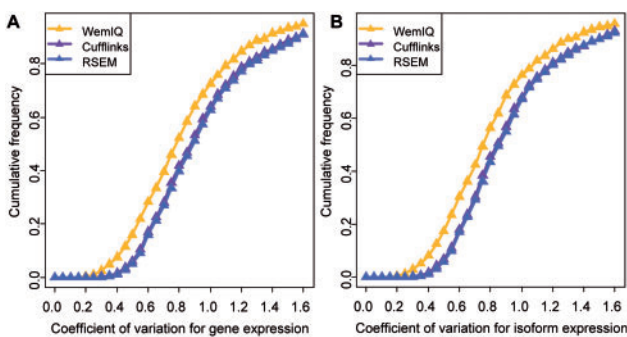 A
WemIQ
Cufflinks
RSEM
Cumulative frequency
0.0 0.2 0.4 0.6 0.8
0.0 0.2 0.4 0.6 0.8 1.0 1.2 1.4 1.6
Coefficient of variation for gene expression
B
WemIQ
Cufflinks
RSEM
Cumulative frequency
0.0 0.2 0.4 0.6 0.8
0.0 0.2 0.4 0.6 0.8 1.0 1.2 1.4 1.6
Coefficient of variation for isoform expression